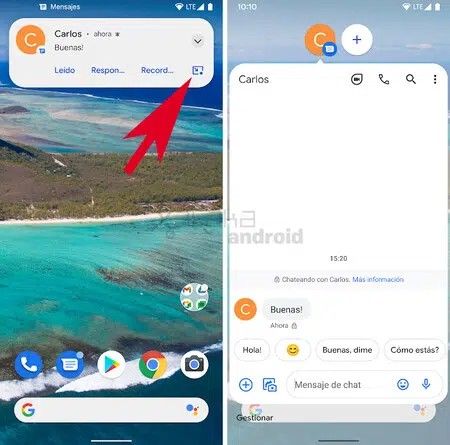 Mensajes
LTE
C
Carlos • ahora
Buenas!
Leído
Respon...
Record...
10:10
LTE
C
+
Carlos
android
15:20
Chateando con Carlos. Más información
C
Buenas!
Ahora
Hola!
Buenas, dime
Cómo estás?
Mensaje de chat
G
G
Gestionar